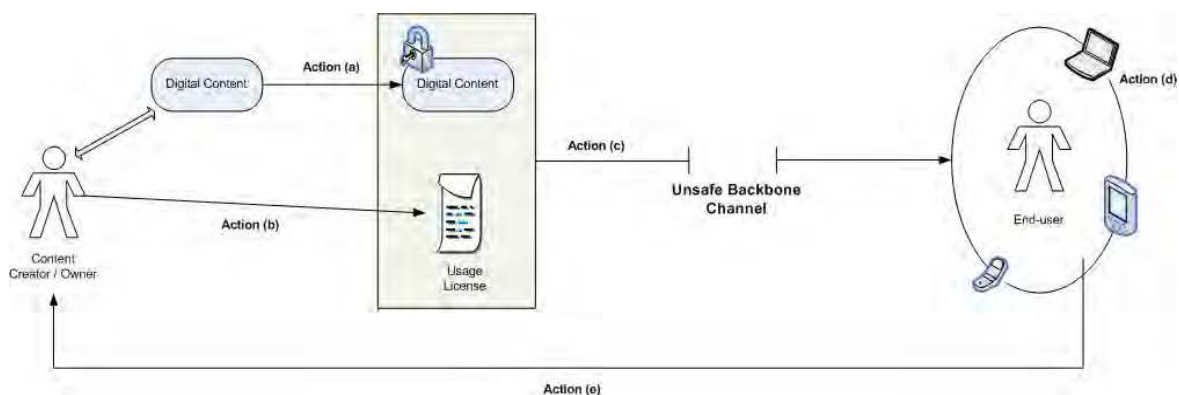 Digital Content
Action (a)
Digital Content
Action (b)
Content
Creator / Owner
Usage
License
Action (c)
Unsafe Backbone
Channel
Action (d)
End-user
Action (e)